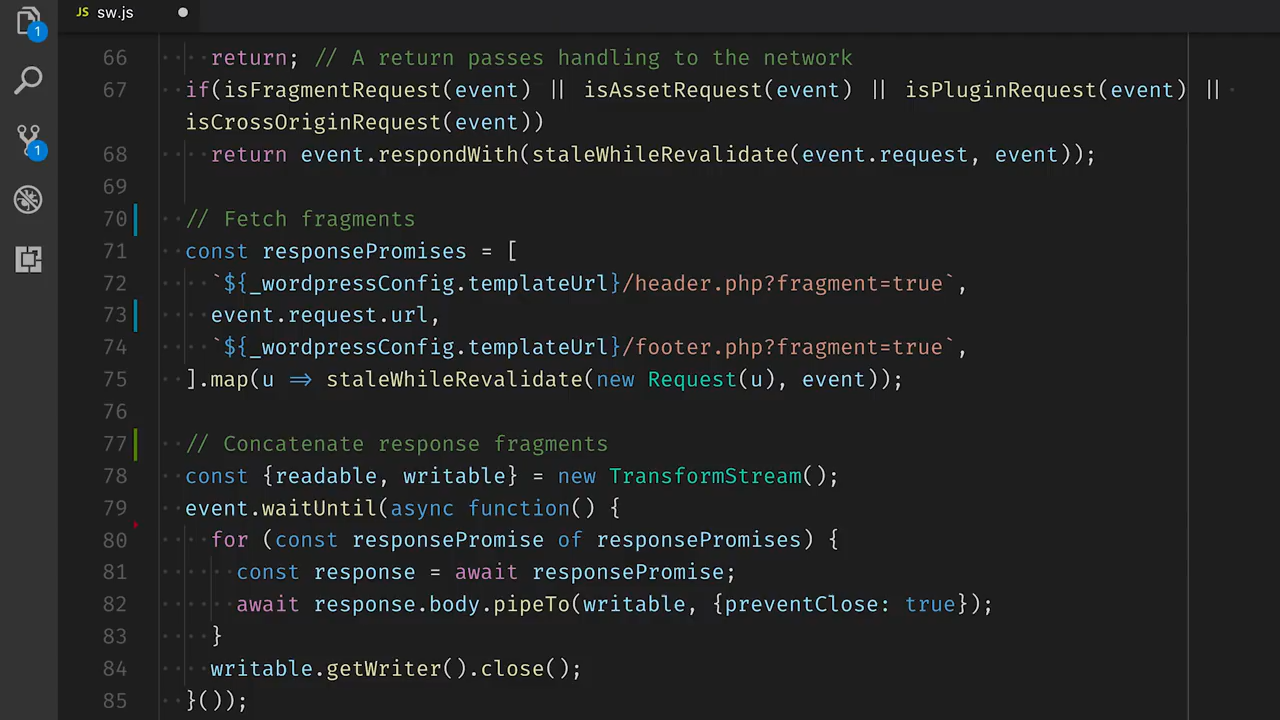 JS sw.js
1
1
66 return; // A return passes handling to the network
67 if(isFragmentRequest(event) || isAssetRequest(event) || isPluginRequest(event) ||
isCrossOriginRequest(event))
68 return event.respondWith(staleWhileRevalidate(event.request, event));
69
70 // Fetch fragments
71 const responsePromises = [
72 `${_wordpressConfig.templateUrl}/header.php?fragment=true`,
73 event.request.url,
74 `${_wordpressConfig.templateUrl}/footer.php?fragment=true`,
75 ].map(u => staleWhileRevalidate(new Request(u), event));
76
77 // Concatenate response fragments
78 const {readable, writable} = new TransformStream();
79 event.waitUntil(async function() {
80 for (const responsePromise of responsePromises) {
81 const response = await responsePromise;
82 await response.body.pipeTo(writable, {preventClose: true});
83 }
84 writable.getWriter().close();
85 }());